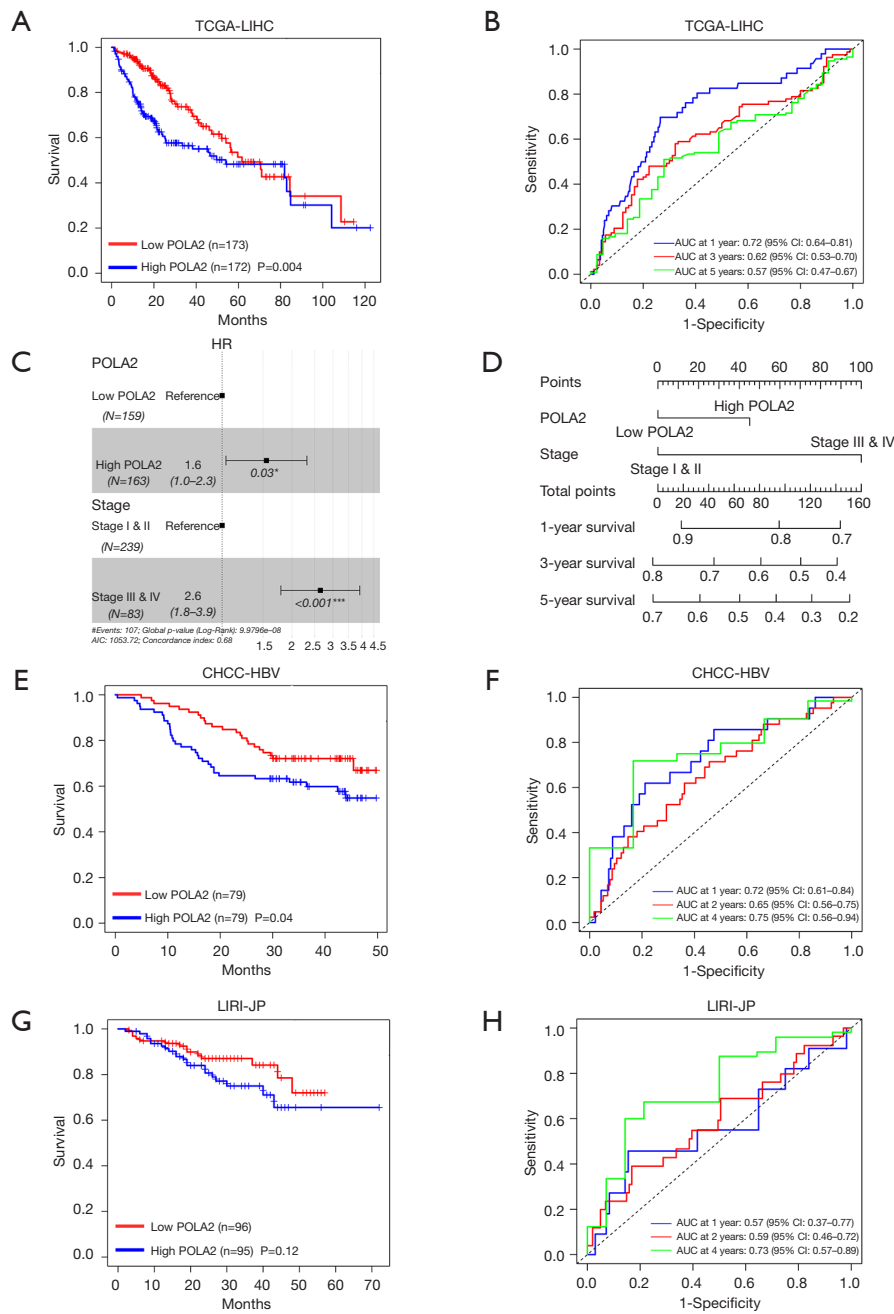 A
TCGA-LIHC
Survival
1.0
0.8
0.6
0.4
0.2
0.0
Low POLA2 (n=173)
High POLA2 (n=172) P=0.004
0 20 40 60 80 100 120
Months
B
TCGA-LIHC
Sensitivity
1.0
0.8
0.6
0.4
0.2
0.0
AUC at 1 year: 0.72 (95% CI: 0.64–0.81)
AUC at 3 years: 0.62 (95% CI: 0.53–0.70)
AUC at 5 years: 0.57 (95% CI: 0.47–0.67)
0.0 0.2 0.4 0.6 0.8 1.0
1-Specificity
C
HR
POLA2
Low POLA2 Reference
(N=159)
High POLA2 1.6
(N=163) (1.0–2.3)
0.03*
Stage
Stage I & II Reference
(N=239)
Stage III & IV 2.6
(N=83) (1.8–3.9)
<0.001***
#Events: 107; Global p-value (Log-Rank): 9.9796e–08
AIC: 1053.72; Concordance index: 0.68
1.5 2 2.5 3 3.5 4 4.5
D
0 20 40 60 80 100
Points
High POLA2
POLA2
Low POLA2
Stage III & IV
Stage
Stage I & II
Total points
0 20 40 60 80 100 120 160
1-year survival
0.9 0.8 0.7
3-year survival
0.8 0.7 0.6 0.5 0.4
5-year survival
0.7 0.6 0.5 0.4 0.3 0.2
E
CHCC-HBV
Survival
1.0
0.8
0.6
0.4
0.2
0.0
Low POLA2 (n=79)
High POLA2 (n=79) P=0.04
0 10 20 30 40 50
Months
F
CHCC-HBV
Sensitivity
1.0
0.8
0.6
0.4
0.2
0.0
AUC at 1 year: 0.72 (95% CI: 0.61–0.84)
AUC at 2 years: 0.65 (95% CI: 0.56–0.75)
AUC at 4 years: 0.75 (95% CI: 0.56–0.94)
0.0 0.2 0.4 0.6 0.8 1.0
1-Specificity
G
LIRI-JP
Survival
1.0
0.8
0.6
0.4
0.2
0.0
Low POLA2 (n=96)
High POLA2 (n=95) P=0.12
0 10 20 30 40 50 60 70
Months
H
LIRI-JP
Sensitivity
1.0
0.8
0.6
0.4
0.2
0.0
AUC at 1 year: 0.57 (95% CI: 0.37–0.77)
AUC at 2 years: 0.59 (95% CI: 0.46–0.72)
AUC at 4 years: 0.73 (95% CI: 0.57–0.89)
0.0 0.2 0.4 0.6 0.8 1.0
1-Specificity